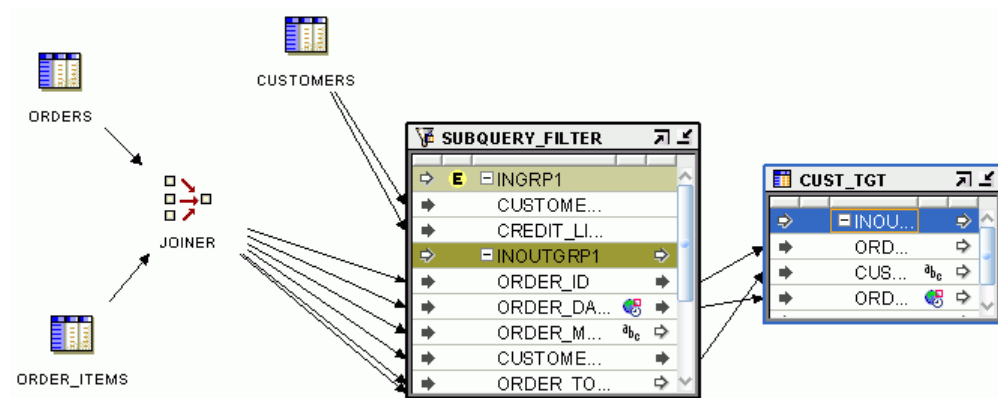 ORDERS
CUSTOMERS
JOINER
ORDER_ITEMS
SUBQUERY_FILTER
E INGRP1
CUSTOME...
CREDIT_LI...
INOUTGRP1
ORDER_ID
ORDER_DA...
ORDER_M... abc
CUSTOME...
ORDER_TO...
CUST_TGT
INOU...
ORD...
CUS... abc
ORD...